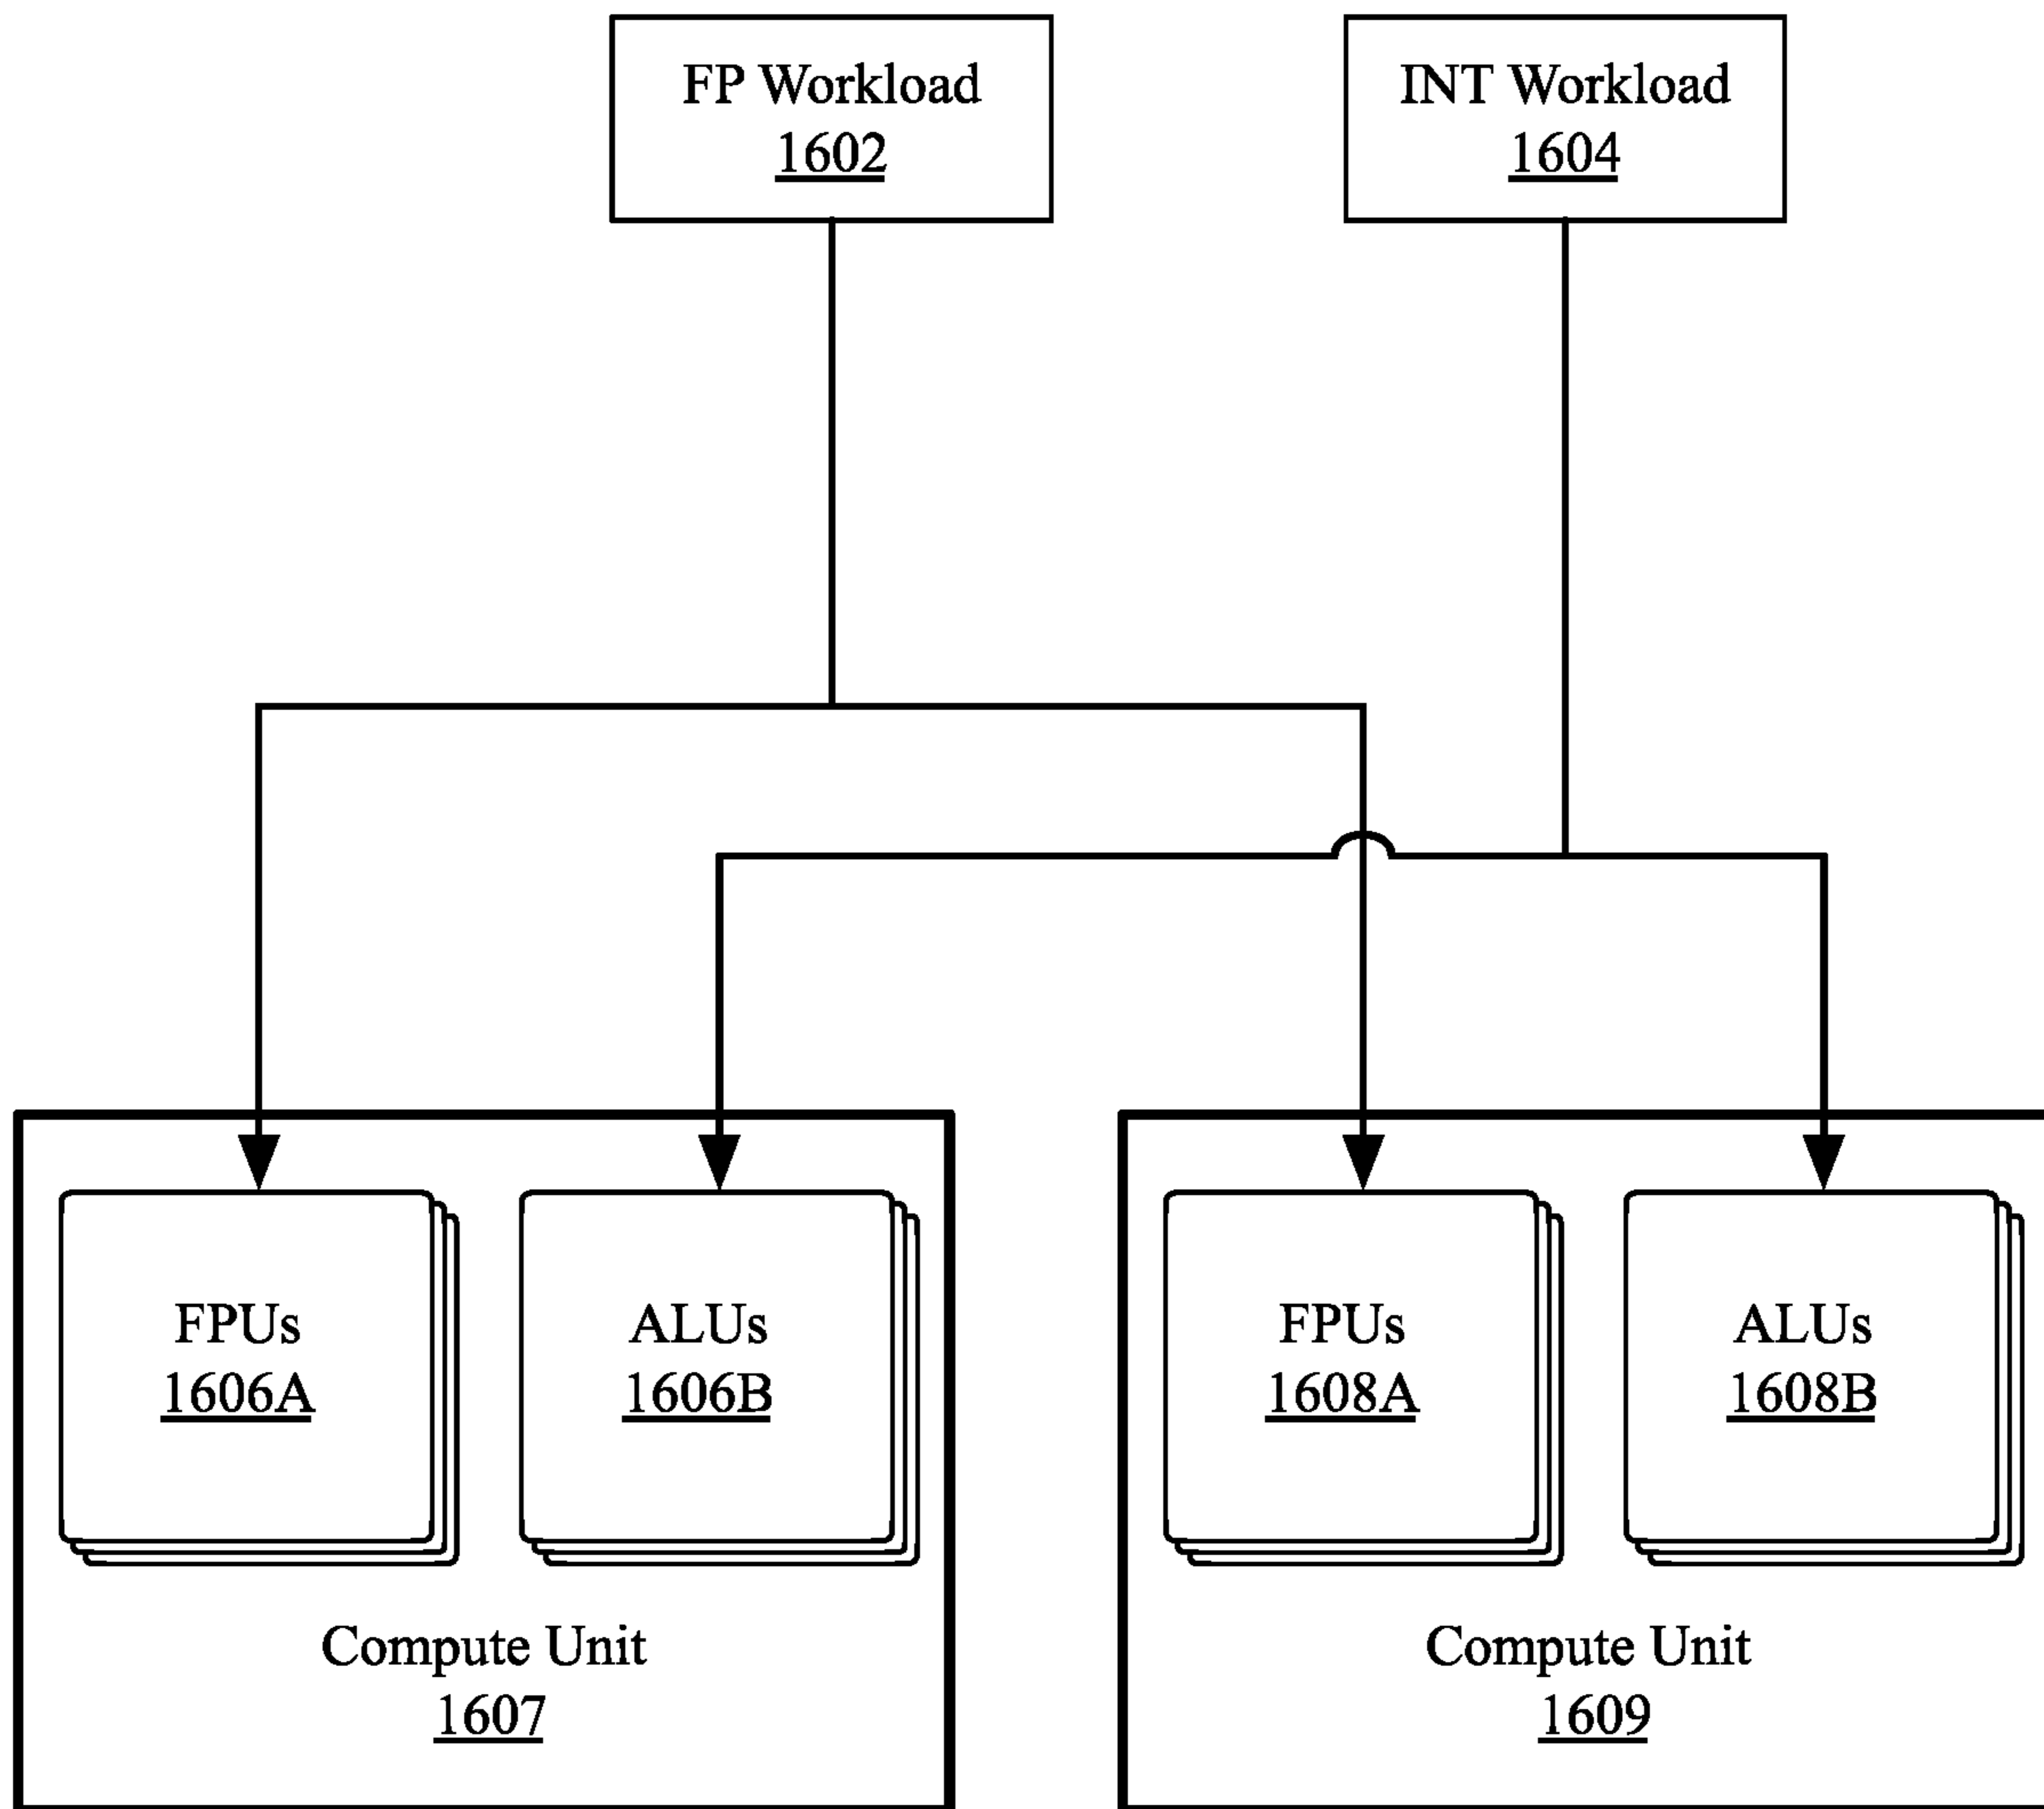 FP Workload
1602
INT Workload
1604
FPUs
1606A
ALUs
1606B
FPUs
1608A
ALUs
1608B
Compute Unit
1607
Compute Unit
1609